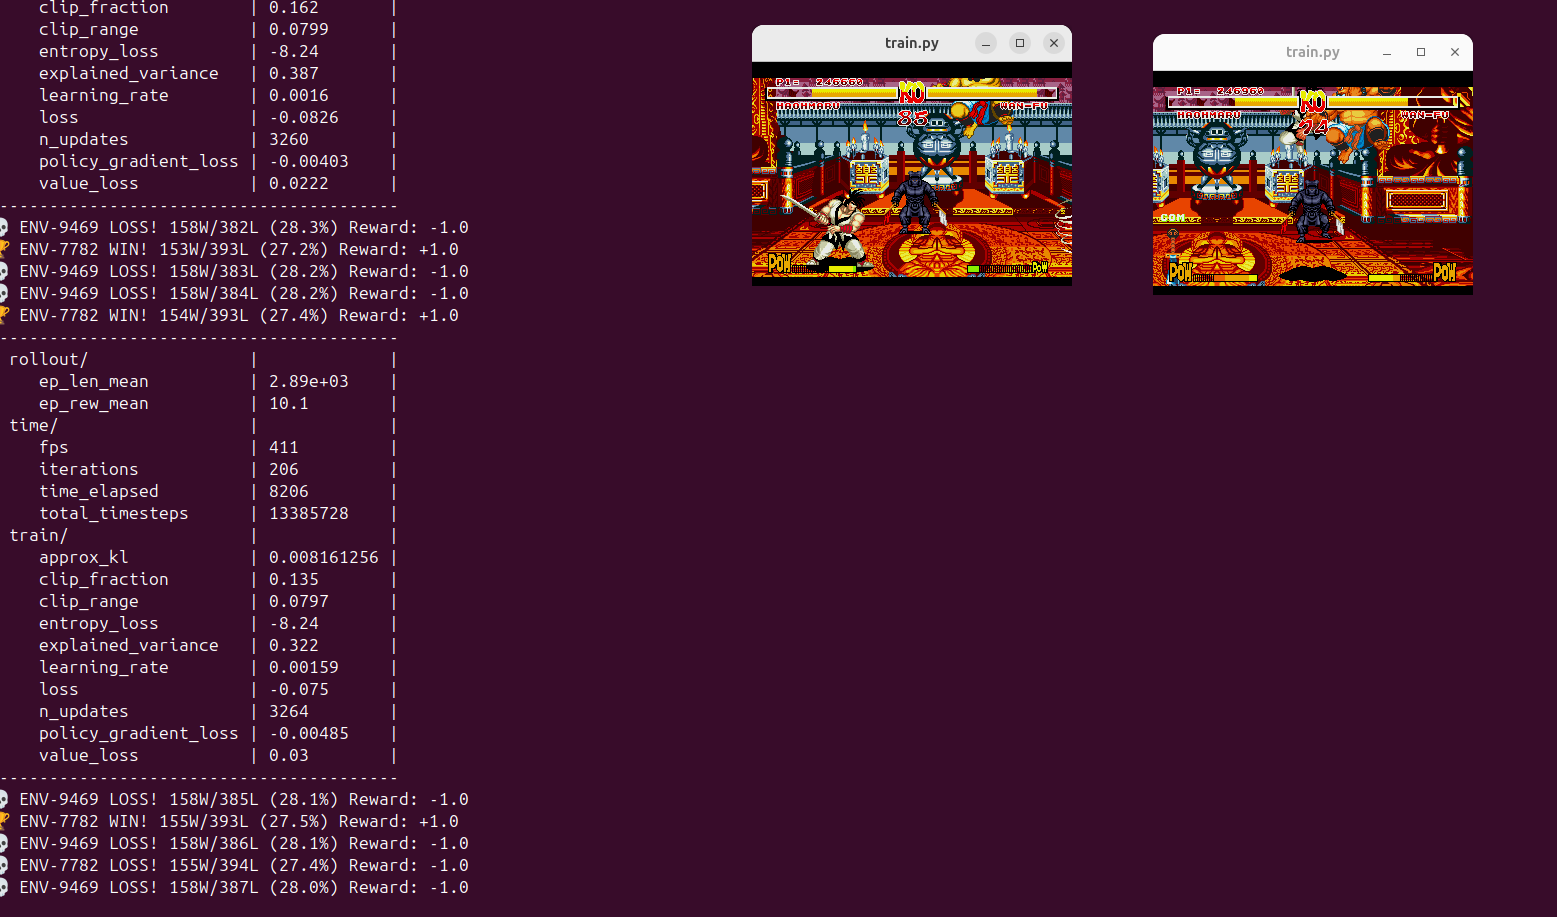 clip_fraction | 0.162 |
clip_range | 0.0799 |
entropy_loss | -8.24 |
explained_variance | 0.387 |
learning_rate | 0.0016 |
loss | -0.0826 |
n_updates | 3260 |
policy_gradient_loss | -0.00403 |
value_loss | 0.0222 |
----------------------------------------
💀 ENV-9469 LOSS! 158W/382L (28.3%) Reward: -1.0
🏆 ENV-7782 WIN! 153W/393L (27.2%) Reward: +1.0
💀 ENV-9469 LOSS! 158W/383L (28.2%) Reward: -1.0
💀 ENV-9469 LOSS! 158W/384L (28.2%) Reward: -1.0
🏆 ENV-7782 WIN! 154W/393L (27.4%) Reward: +1.0
----------------------------------------
rollout/ | |
ep_len_mean | 2.89e+03 |
ep_rew_mean | 10.1 |
time/ | |
fps | 411 |
iterations | 206 |
time_elapsed | 8206 |
total_timesteps | 13385728 |
train/ | |
approx_kl | 0.008161256 |
clip_fraction | 0.135 |
clip_range | 0.0797 |
entropy_loss | -8.24 |
explained_variance | 0.322 |
learning_rate | 0.00159 |
loss | -0.075 |
n_updates | 3264 |
policy_gradient_loss | -0.00485 |
value_loss | 0.03 |
----------------------------------------
💀 ENV-9469 LOSS! 158W/385L (28.1%) Reward: -1.0
🏆 ENV-7782 WIN! 155W/393L (27.5%) Reward: +1.0
💀 ENV-9469 LOSS! 158W/386L (28.1%) Reward: -1.0
💀 ENV-7782 LOSS! 155W/394L (27.4%) Reward: -1.0
💀 ENV-9469 LOSS! 158W/387L (28.0%) Reward: -1.0
train.py
P1= 246660
HAOHMARU WAN-FU
85
POW POW
train.py
P1= 246960
HAOHMARU WAN-FU
COM
POW POW